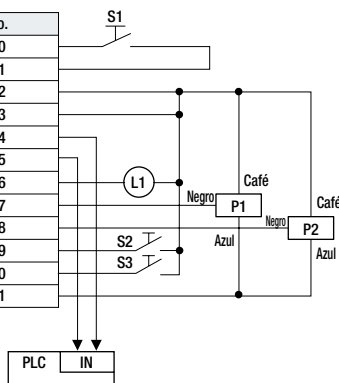 o.
0
1
2
3
4
5
6
7
8
9
0
1
S1
L1
S2
S3
Café
Negro
P1
Azul
Café
Negro
P2
Azul
PLC IN